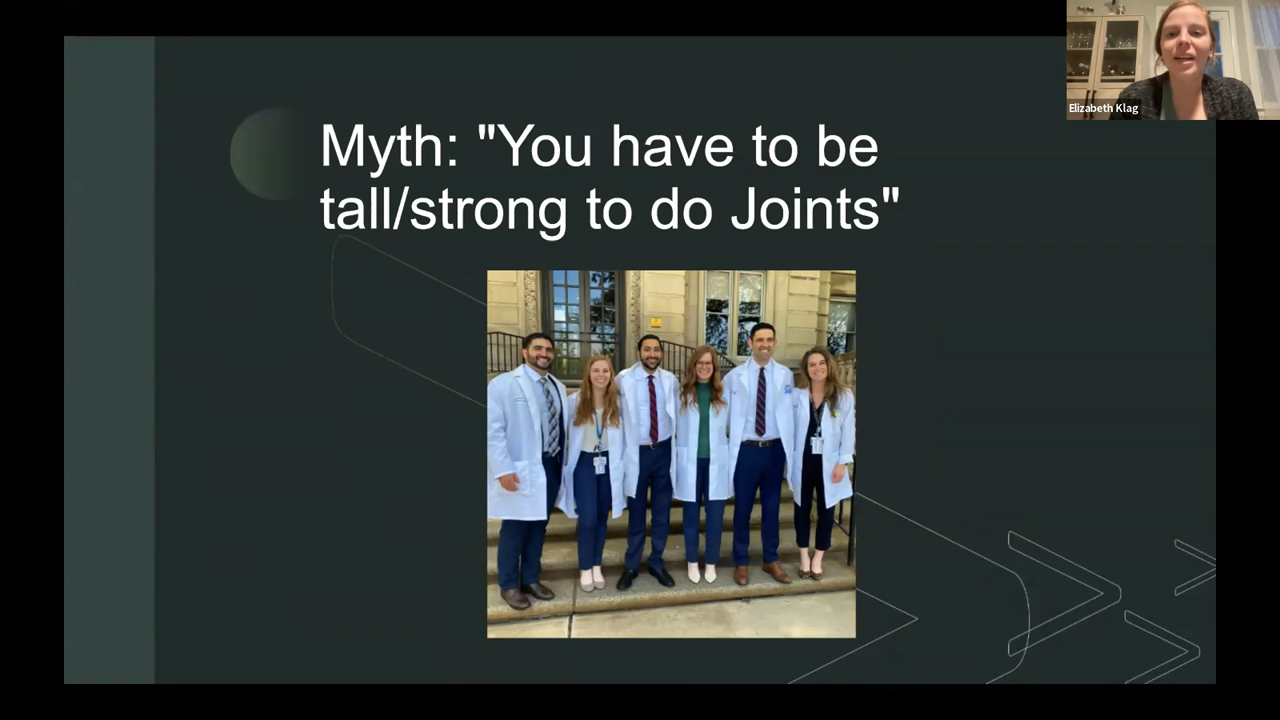 Elizabeth Klag
Myth: "You have to be
tall/strong to do Joints"